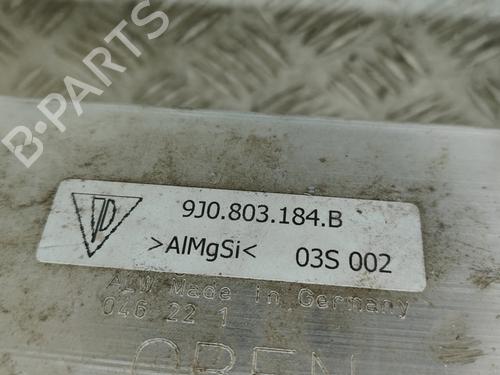 B-PARTS
9J0.803.184.B
>AlMgSi< 03S 002
ALW Made in Germany
046 22 1
OPEN